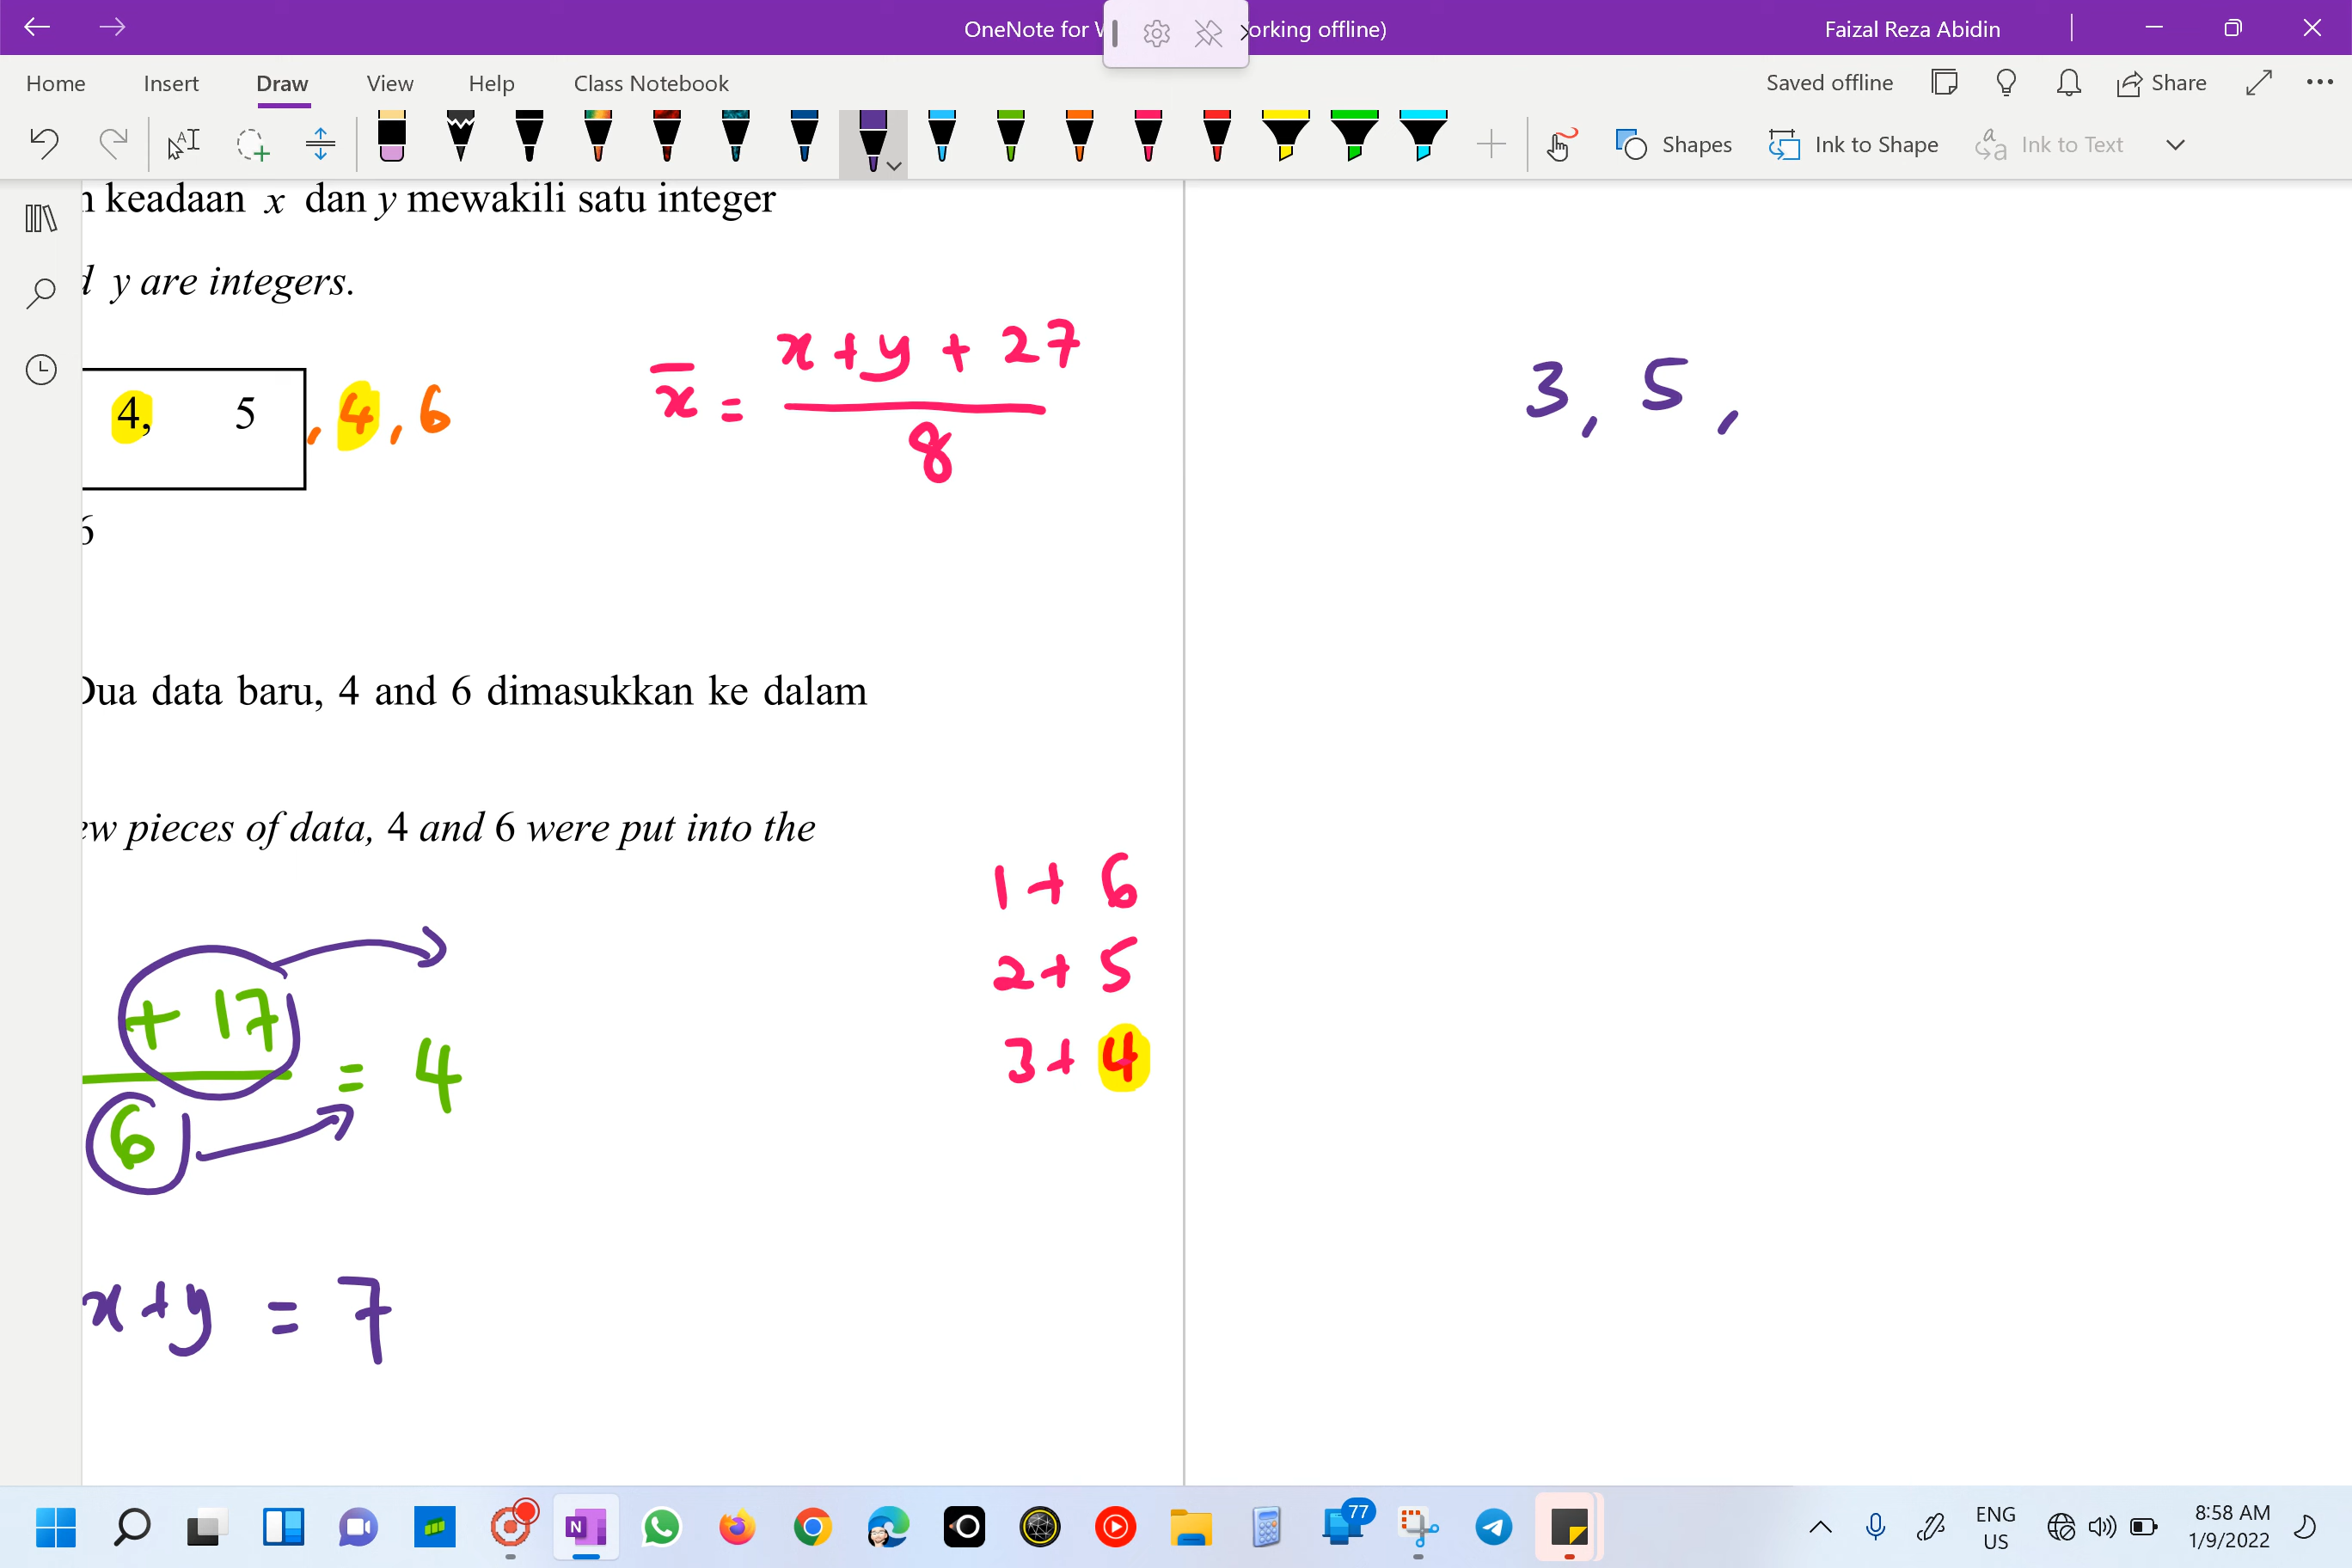 OneNote for W orking offline)
Faizal Reza Abidin
Home Insert Draw View Help Class Notebook
Saved offline Share
Shapes Ink to Shape Ink to Text
keadaan x dan y mewakili satu integer
y are integers.
4, 5 , 4, 6
x̄ = x + y + 27 / 8
3, 5,
6
Dua data baru, 4 and 6 dimasukkan ke dalam
ew pieces of data, 4 and 6 were put into the
1 + 6
2 + 5
3 + 4
+ 17
= 4
6
x + y = 7
77
ENG
US
8:58 AM
1/9/2022